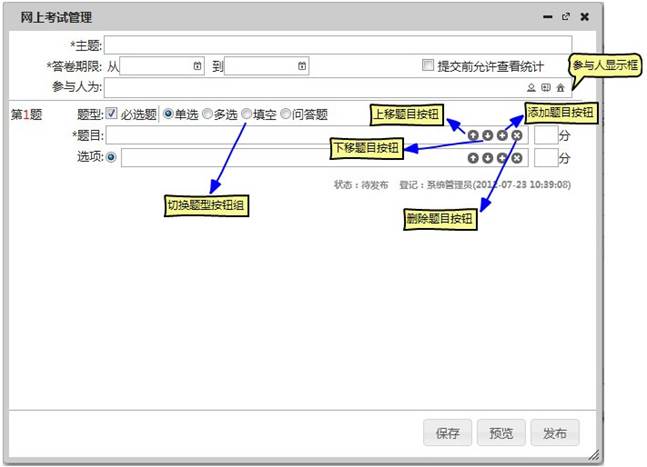 网上考试管理
*主题:
*答卷期限: 从 到 提交前允许查看统计
参与人显示框
参与人为:
第1题 题型: 必选题 单选 多选 填空 问答题
上移题目按钮
添加题目按钮
*题目: 分
下移题目按钮
选项: 分
状态：待发布 登记：系统管理员(2012-07-23 10:39:08)
切换题型按钮组
删除题目按钮
保存 预览 发布